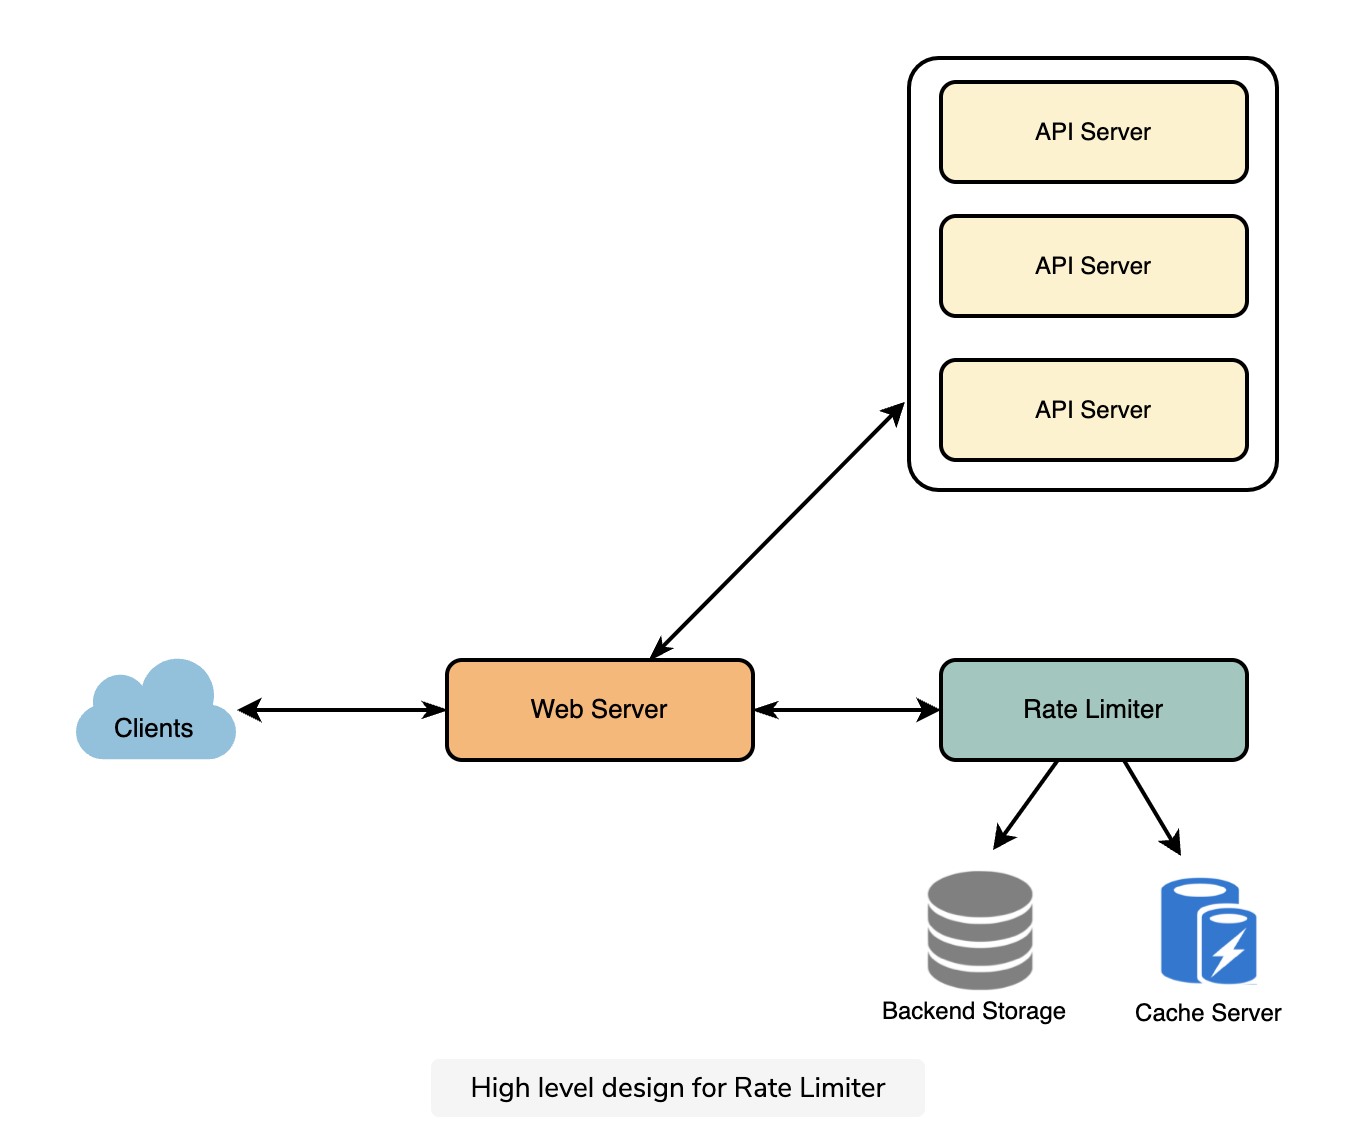 API Server
API Server
API Server
Clients
Web Server
Rate Limiter
Backend Storage
Cache Server
High level design for Rate Limiter